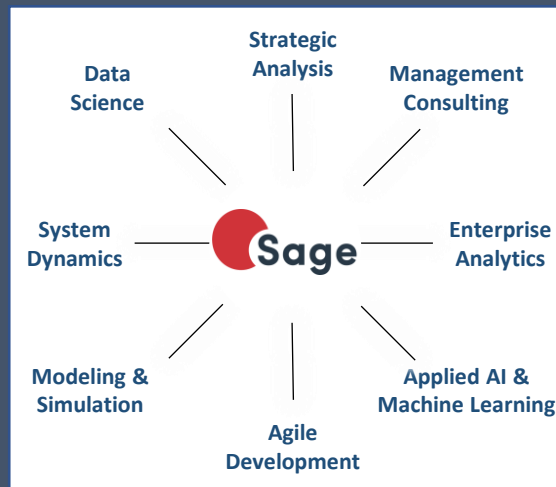 Strategic
Analysis
Management
Consulting
Enterprise
Analytics
Applied AI &
Machine Learning
Agile
Development
Modeling &
Simulation
System
Dynamics
Data
Science
Sage